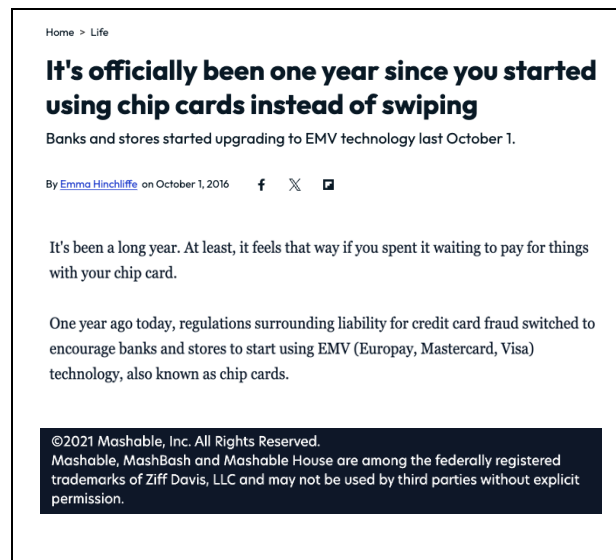 Home > Life
It's officially been one year since you started
using chip cards instead of swiping
Banks and stores started upgrading to EMV technology last October 1.
By Emma Hinchliffe on October 1, 2016
It's been a long year. At least, it feels that way if you spent it waiting to pay for things
with your chip card.
One year ago today, regulations surrounding liability for credit card fraud switched to
encourage banks and stores to start using EMV (Europay, Mastercard, Visa)
technology, also known as chip cards.
©2021 Mashable, Inc. All Rights Reserved.
Mashable, MashBash and Mashable House are among the federally registered
trademarks of Ziff Davis, LLC and may not be used by third parties without explicit
permission.